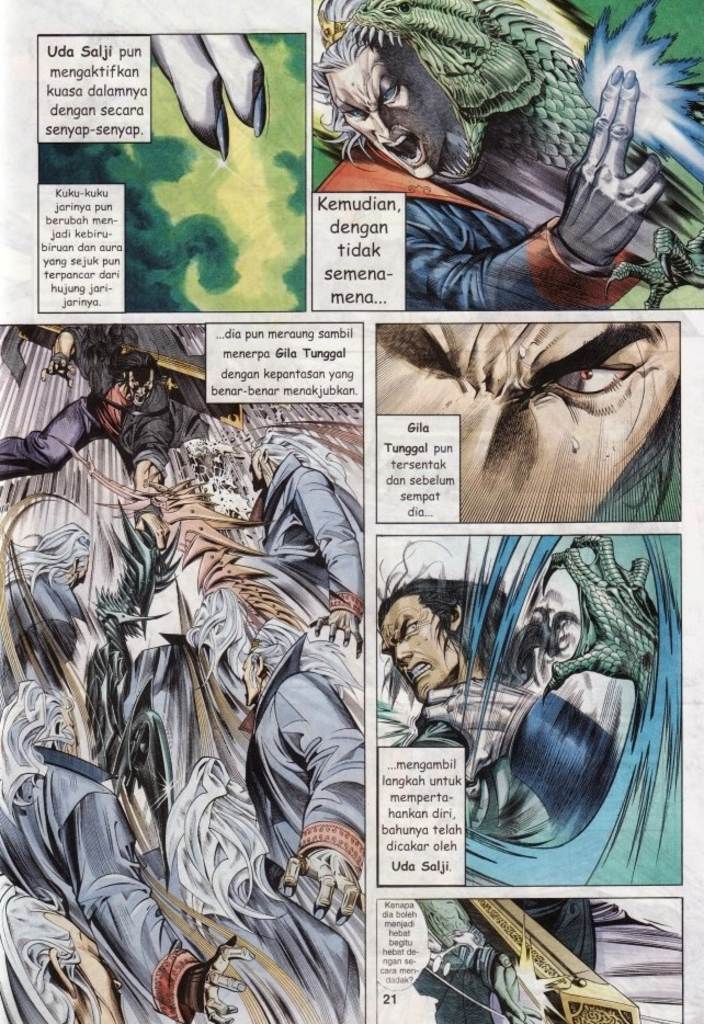 Uda Salji pun
mengaktifkan
kuasa dalamnya
dengan secara
senyap-senyap.
Kuku-kuku
jarinya pun
berubah men-
jadi kebiru-
biruan dan aura
yang sejuk pun
terpancar dari
hujung jari-
jarinya.
Kemudian,
dengan
tidak
semena-
mena...
...dia pun meraung sambil
menerpa Gila Tunggal
dengan kepantasan yang
benar-benar menakjubkan.
Gila
Tunggal pun
tersentak
dan sebelum
sempat
dia...
...mengambil
langkah untuk
memperta-
hankan diri,
bahunya telah
dicakar oleh
Uda Salji.
Kenapa
dia boleh
menjadi
hebat
begitu
hebat de-
ngan se-
cara men-
dadak?
21